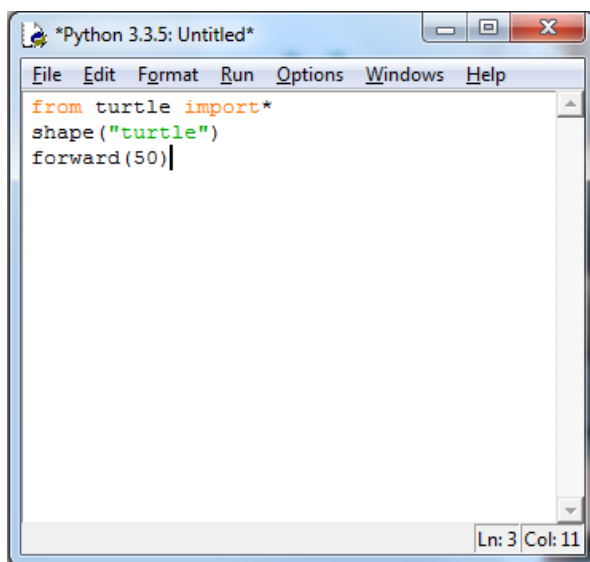 *Python 3.3.5: Untitled*
File Edit Format Run Options Windows Help
from turtle import*
shape("turtle")
forward(50)
Ln: 3 Col: 11